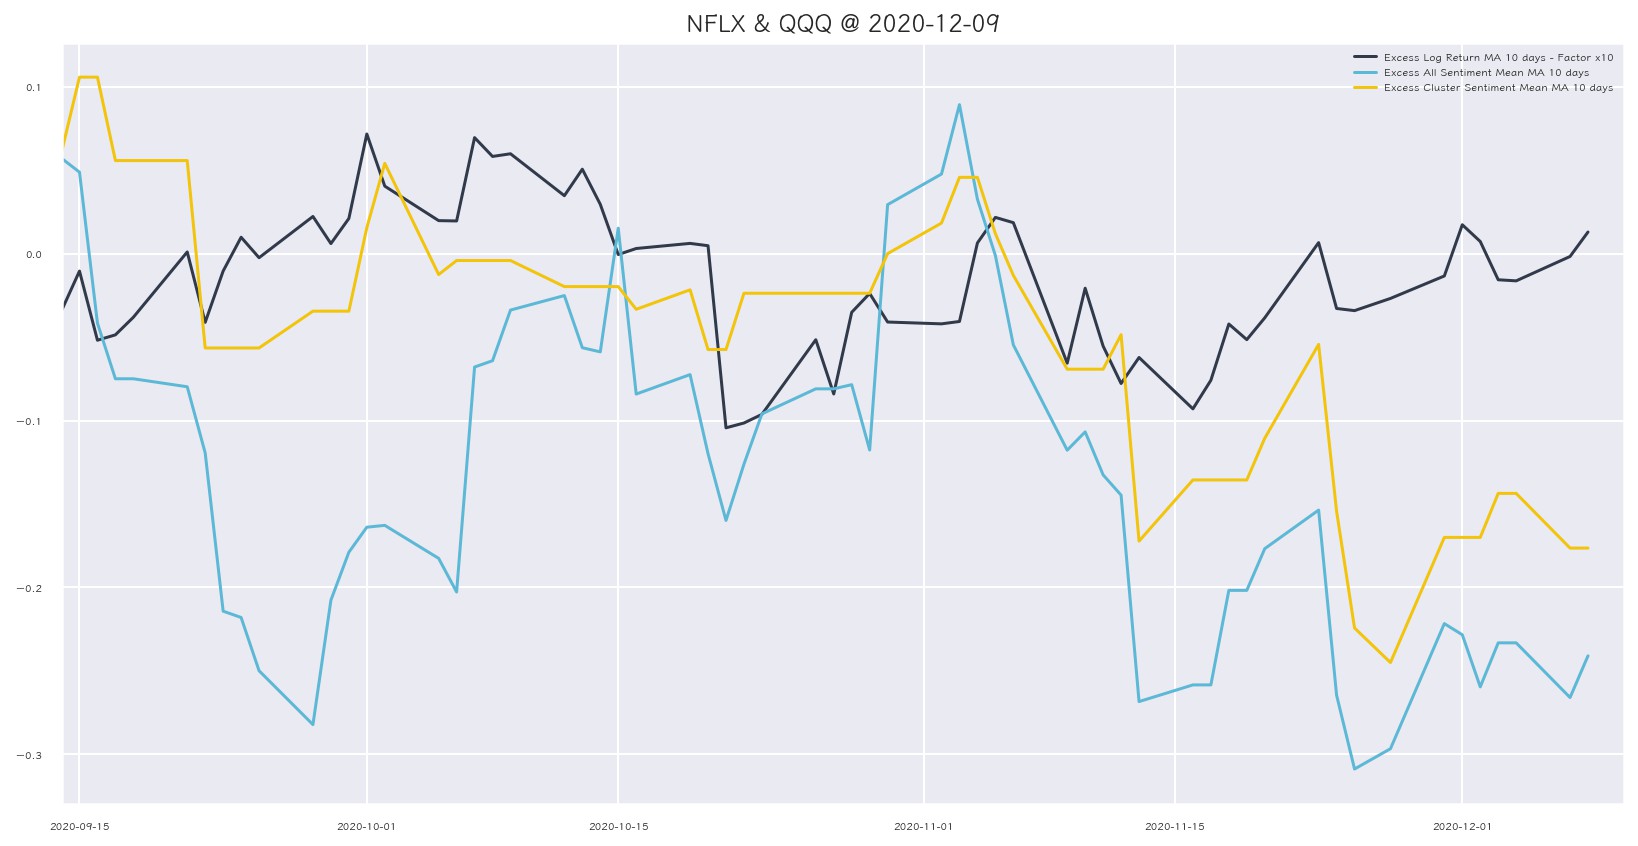 NFLX & QQQ @ 2020-12-09
Excess Log Return MA 10 days - Factor x10
Excess All Sentiment Mean MA 10 days
Excess Cluster Sentiment Mean MA 10 days
0.1
0.0
−0.1
−0.2
−0.3
2020-09-15
2020-10-01
2020-10-15
2020-11-01
2020-11-15
2020-12-01